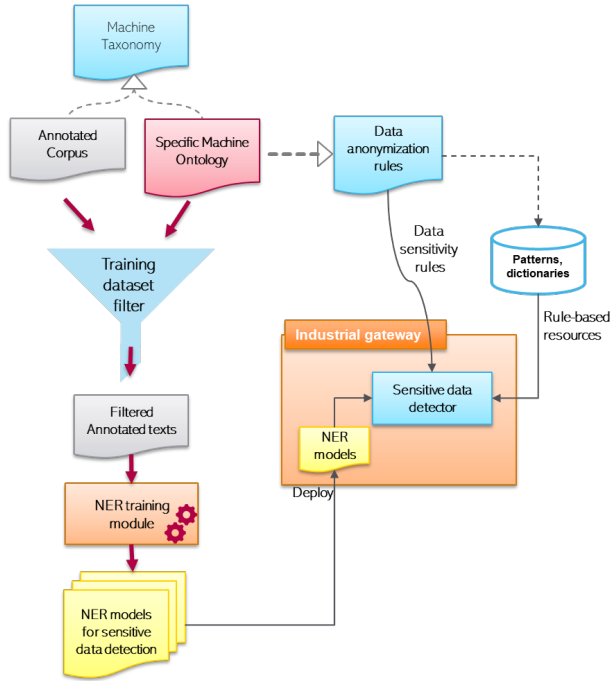 Machine
Taxonomy
Annotated
Corpus
Specific Machine
Ontology
Data
anonymization
rules
Data
sensitivity
rules
Patterns,
dictionaries
Rule-based
resources
Training
dataset
filter
Industrial gateway
Sensitive data
detector
NER
models
Deploy
Filtered
Annotated texts
NER training
module
NER models
for sensitive
data detection